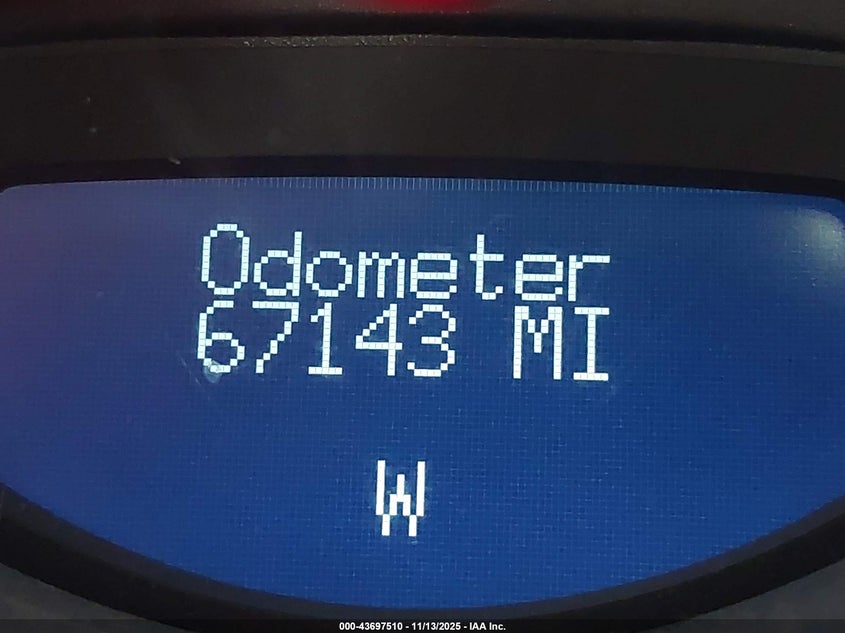 Odometer
67143 MI
W
000-43697510 - 11/13/2025 - IAA Inc.